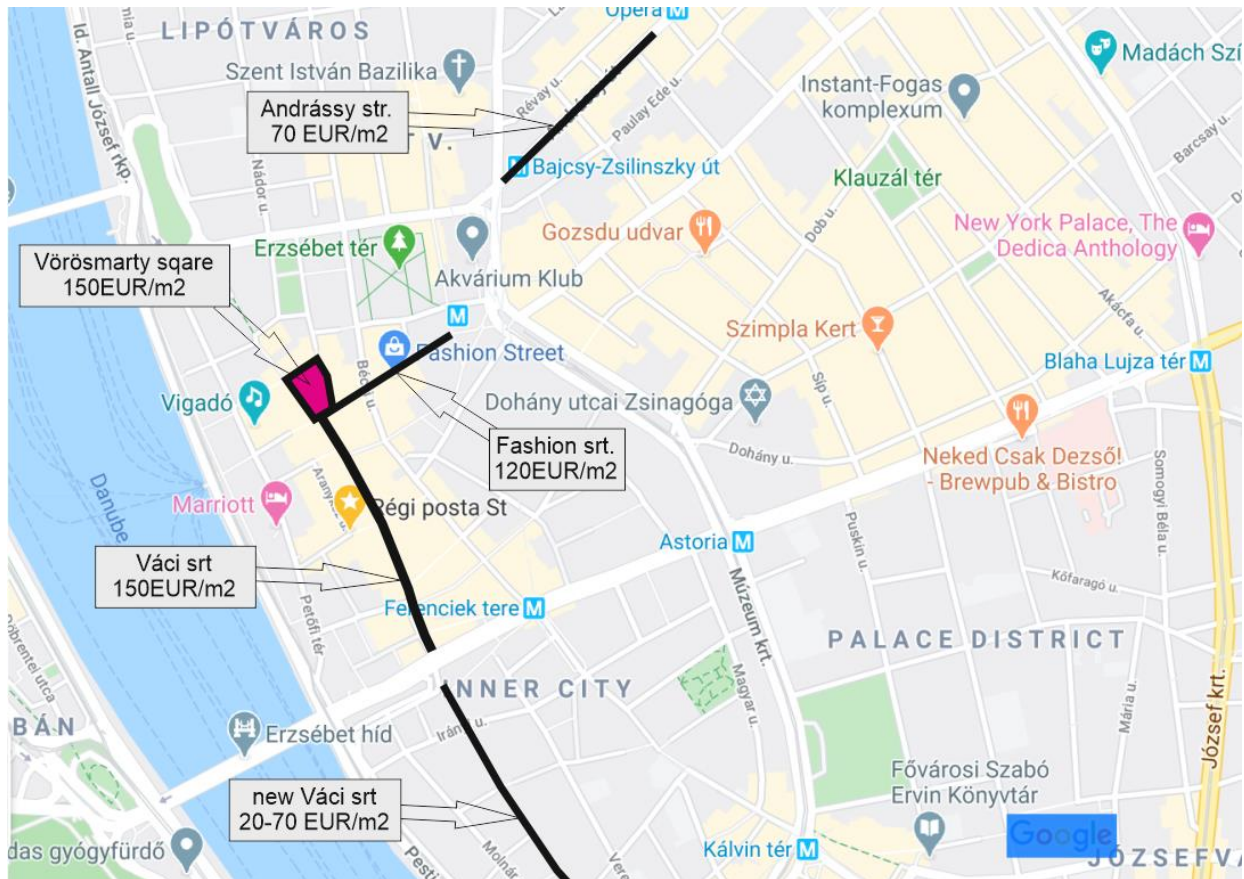 Opera
LIPÓTVÁROS
Id. Antall József rkp.
Szent István Bazilika
Révay u.
Paulay Ede u.
Instant-Fogas
komplexum
Madách Szí
Barcsay u.
Andrássy str.
70 EUR/m2
V.
Nádor u.
Bajcsy-Zsilinszky út
Klauzál tér
Dob u.
Gozsdu udvar
New York Palace, The
Dedica Anthology
Erzsébet tér
Akvárium Klub
Vörösmarty sqare
150EUR/m2
Akácfa u.
Szimpla Kert
Fashion Street
Blaha Lujza tér
Vigadó
Dohány utcai Zsinagóga
Síp u.
Dohány u.
Fashion srt.
120EUR/m2
Neked Csak Dezső!
- Brewpub & Bistro
Somogyi Béla u.
Danube
Marriott
Régi posta St
Puskin u.
Astoria
Váci srt
150EUR/m2
Múzeum krt.
Kőfaragó u.
Ferenciek tere
Petőfi tér
Döbrentei utca
PALACE DISTRICT
INNER CITY
Magyar u.
Mária u.
József krt.
BÁN
Erzsébet híd
Irányi u.
new Váci srt
20-70 EUR/m2
Fővárosi Szabó
Ervin Könyvtár
Google
das gyógyfürdő
Molnár
Vere
Kálvin tér
JÓZSEFVÁ